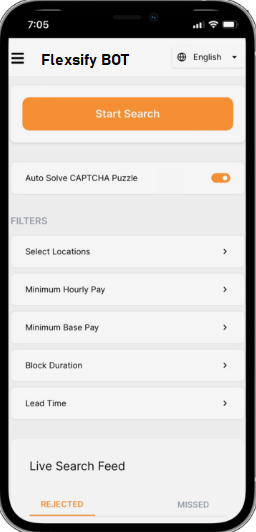 7:05
Flexsify BOT
English
Start Search
Auto Solve CAPTCHA Puzzle
FILTERS
Select Locations
Minimum Hourly Pay
Minimum Base Pay
Block Duration
Lead Time
Live Search Feed
REJECTED MISSED